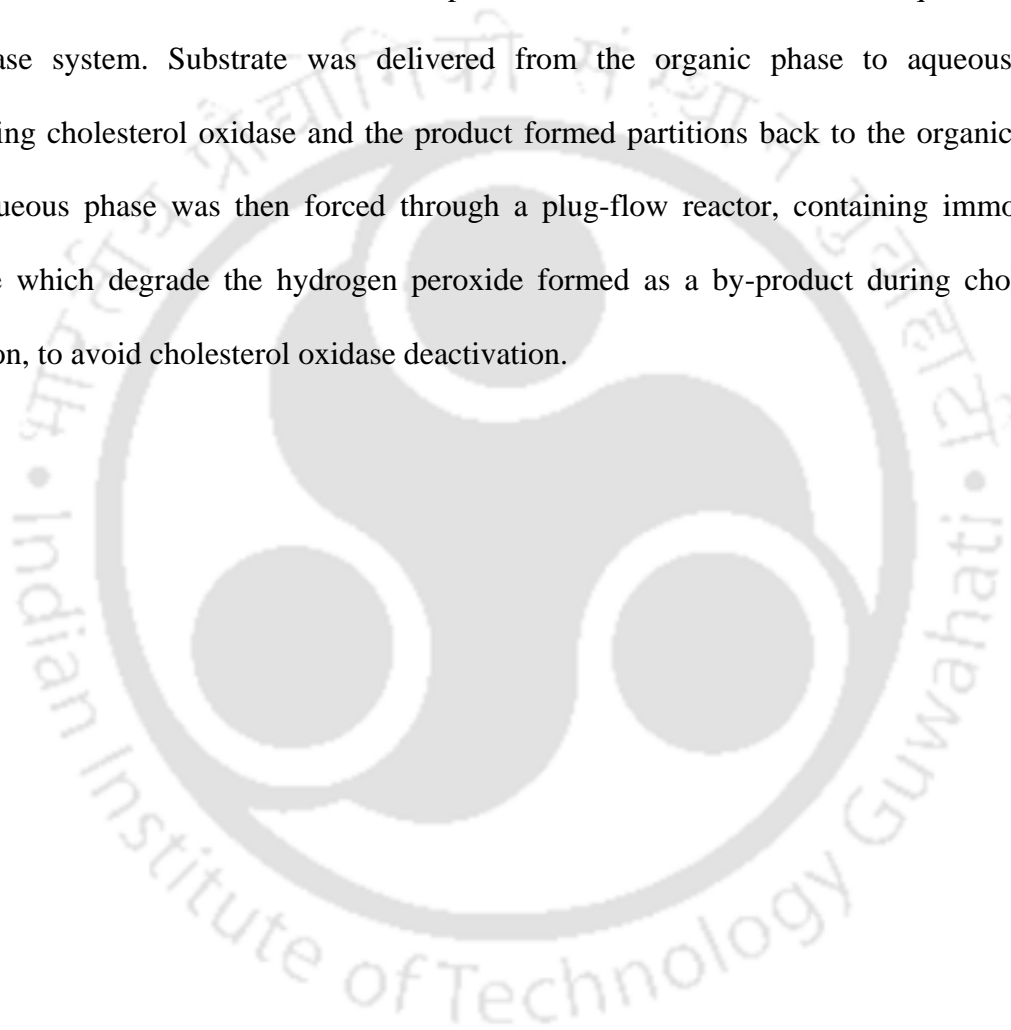 ase system. Substrate was delivered from the organic phase to aqueous
ing cholesterol oxidase and the product formed partitions back to the organic
ueous phase was then forced through a plug-flow reactor, containing immo
e which degrade the hydrogen peroxide formed as a by-product during cho
on, to avoid cholesterol oxidase deactivation.
भारतीय प्रौद्योगिकी संस्थान गुवाहाटी
• Indian Institute of Technology Guwahati •